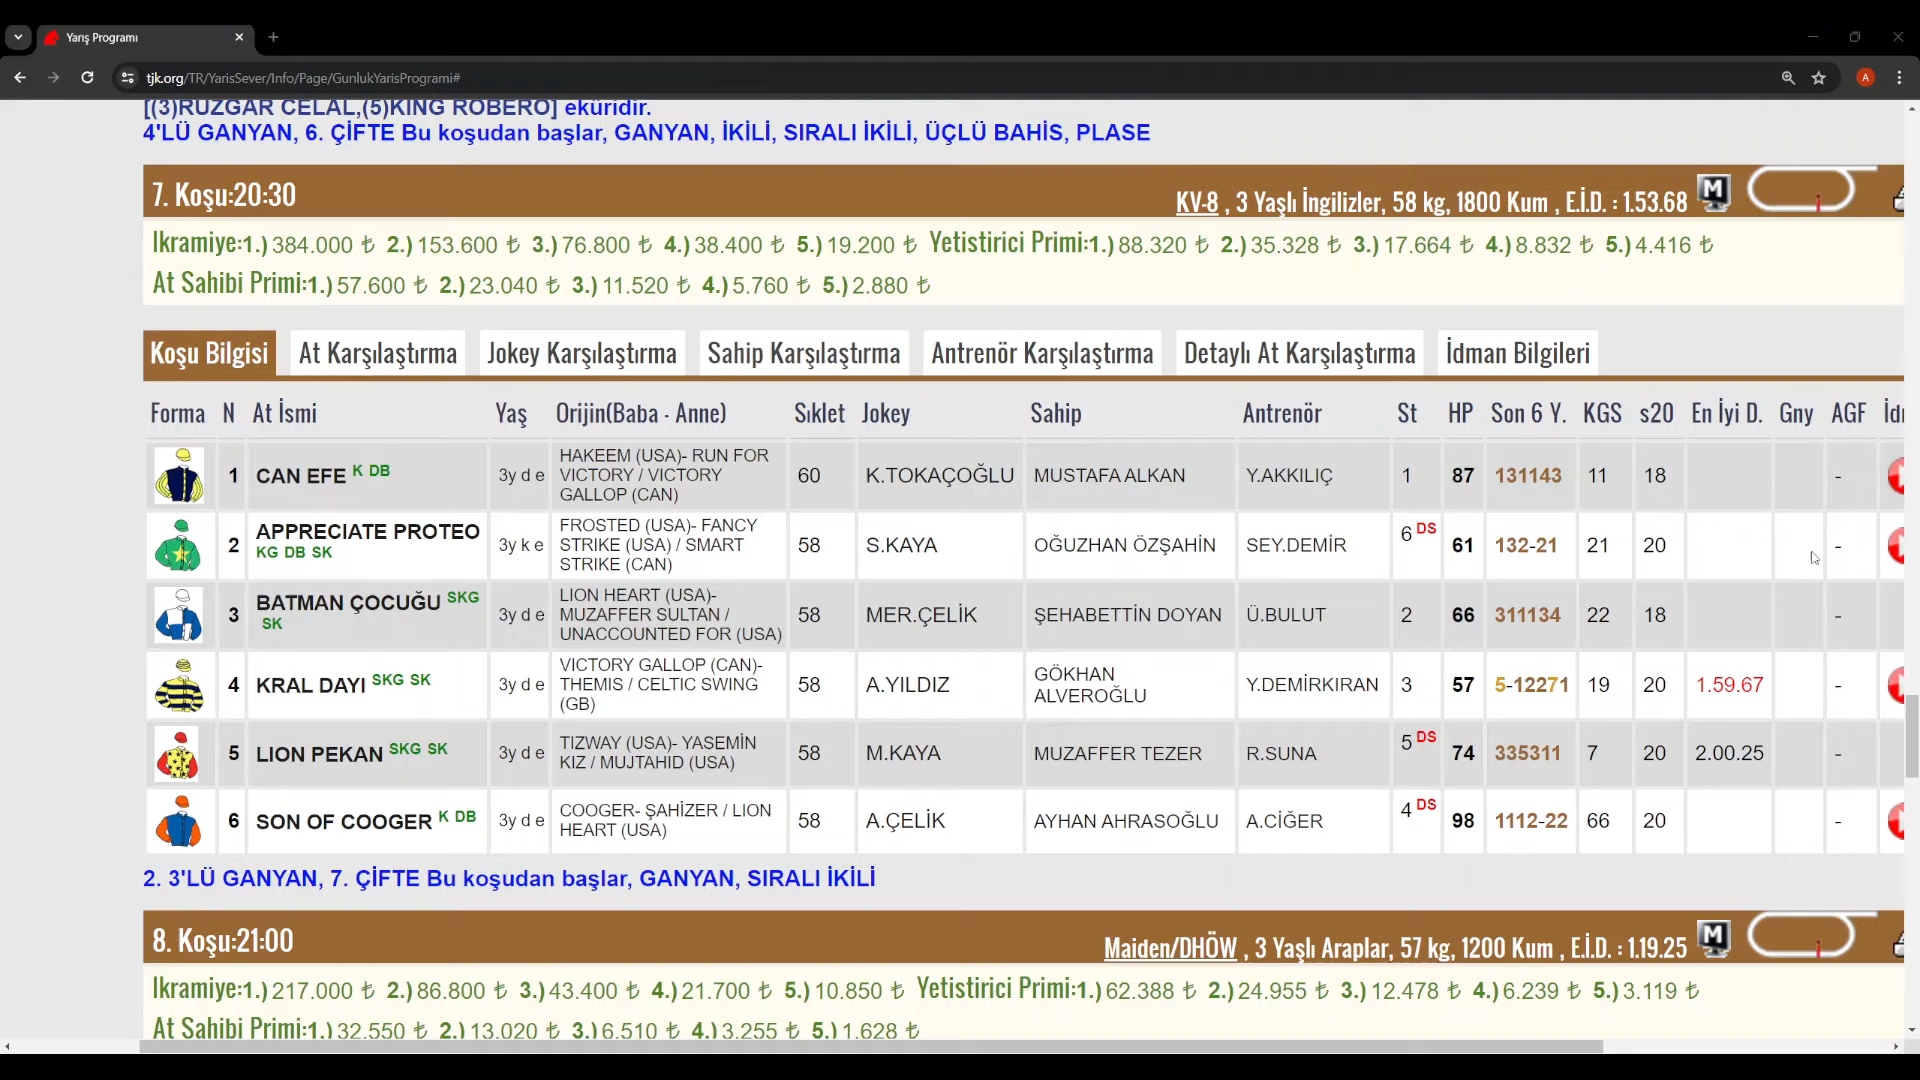 Yarış Programı
tjk.org/TR/YarisSever/Info/Page/GunlukYarisProgrami#
A
[(3)RÜZGAR CELAL,(5)KING ROBERO] eküridir.
4'LÜ GANYAN, 6. ÇİFTE Bu koşudan başlar, GANYAN, İKİLİ, SIRALI İKİLİ, ÜÇLÜ BAHİS, PLASE
7. Koşu:20:30
KV-8 , 3 Yaşlı İngilizler, 58 kg, 1800 Kum , E.İ.D. : 1.53.68
M
Ikramiye:1.) 384.000 ₺ 2.) 153.600 ₺ 3.) 76.800 ₺ 4.) 38.400 ₺ 5.) 19.200 ₺ Yetistirici Primi:1.) 88.320 ₺ 2.) 35.328 ₺ 3.) 17.664 ₺ 4.) 8.832 ₺ 5.) 4.416 ₺
At Sahibi Primi:1.) 57.600 ₺ 2.) 23.040 ₺ 3.) 11.520 ₺ 4.) 5.760 ₺ 5.) 2.880 ₺
Koşu Bilgisi At Karşılaştırma Jokey Karşılaştırma Sahip Karşılaştırma Antrenör Karşılaştırma Detaylı At Karşılaştırma İdman Bilgileri
Forma N At İsmi Yaş Orijin(Baba - Anne) Sıklet Jokey Sahip Antrenör St HP Son 6 Y. KGS s20 En İyi D. Gny AGF
1 CAN EFE K DB 3y d e HAKEEM (USA)- RUN FOR VICTORY / VICTORY GALLOP (CAN) 60 K.TOKAÇOĞLU MUSTAFA ALKAN Y.AKKILIÇ 1 87 131143 11 18 -
2 APPRECIATE PROTEO KG DB SK 3y k e FROSTED (USA)- FANCY STRIKE (USA) / SMART STRIKE (CAN) 58 S.KAYA OĞUZHAN ÖZŞAHİN SEY.DEMİR 6 DS 61 132-21 21 20 -
3 BATMAN ÇOCUĞU SKG SK 3y d e LION HEART (USA)- MUZAFFER SULTAN / UNACCOUNTED FOR (USA) 58 MER.ÇELİK ŞEHABETTİN DOYAN Ü.BULUT 2 66 311134 22 18 -
4 KRAL DAYI SKG SK 3y d e VICTORY GALLOP (CAN)- THEMIS / CELTIC SWING (GB) 58 A.YILDIZ GÖKHAN ALVEROĞLU Y.DEMİRKIRAN 3 57 5-12271 19 20 1.59.67 -
5 LION PEKAN SKG SK 3y d e TIZWAY (USA)- YASEMİN KIZ / MUJTAHID (USA) 58 M.KAYA MUZAFFER TEZER R.SUNA 5 DS 74 335311 7 20 2.00.25 -
6 SON OF COOGER K DB 3y d e COOGER- ŞAHİZER / LION HEART (USA) 58 A.ÇELİK AYHAN AHRASOĞLU A.CİĞER 4 DS 98 1112-22 66 20 -
2. 3'LÜ GANYAN, 7. ÇİFTE Bu koşudan başlar, GANYAN, SIRALI İKİLİ
8. Koşu:21:00
Maiden/DHÖW , 3 Yaşlı Araplar, 57 kg, 1200 Kum , E.İ.D. : 1.19.25
M
Ikramiye:1.) 217.000 ₺ 2.) 86.800 ₺ 3.) 43.400 ₺ 4.) 21.700 ₺ 5.) 10.850 ₺ Yetistirici Primi:1.) 62.388 ₺ 2.) 24.955 ₺ 3.) 12.478 ₺ 4.) 6.239 ₺ 5.) 3.119 ₺
At Sahibi Primi:1.) 32.550 ₺ 2.) 13.020 ₺ 3.) 6.510 ₺ 4.) 3.255 ₺ 5.) 1.628 ₺